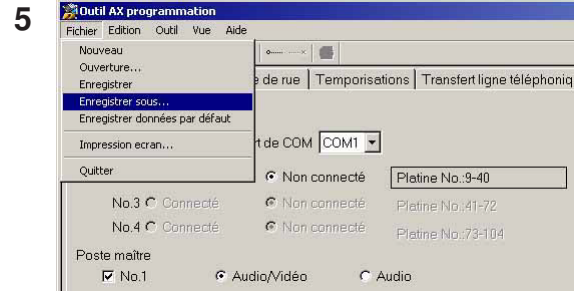 5
Outil AX programmation
Fichier Edition Outil Vue Aide
Nouveau
Ouverture...
Enregistrer
Enregistrer sous...
Enregistrer données par défaut
Impression ecran...
Quitter
de rue Temporisations Transfert ligne
de COM COM1
Non connecté Platine No.:9-40
No.3 Connecté Non connecté Platine No.:41-72
No.4 Connecté Non connecté Platine No.:73-104
Poste maître
No.1 Audio/Vidéo Audio